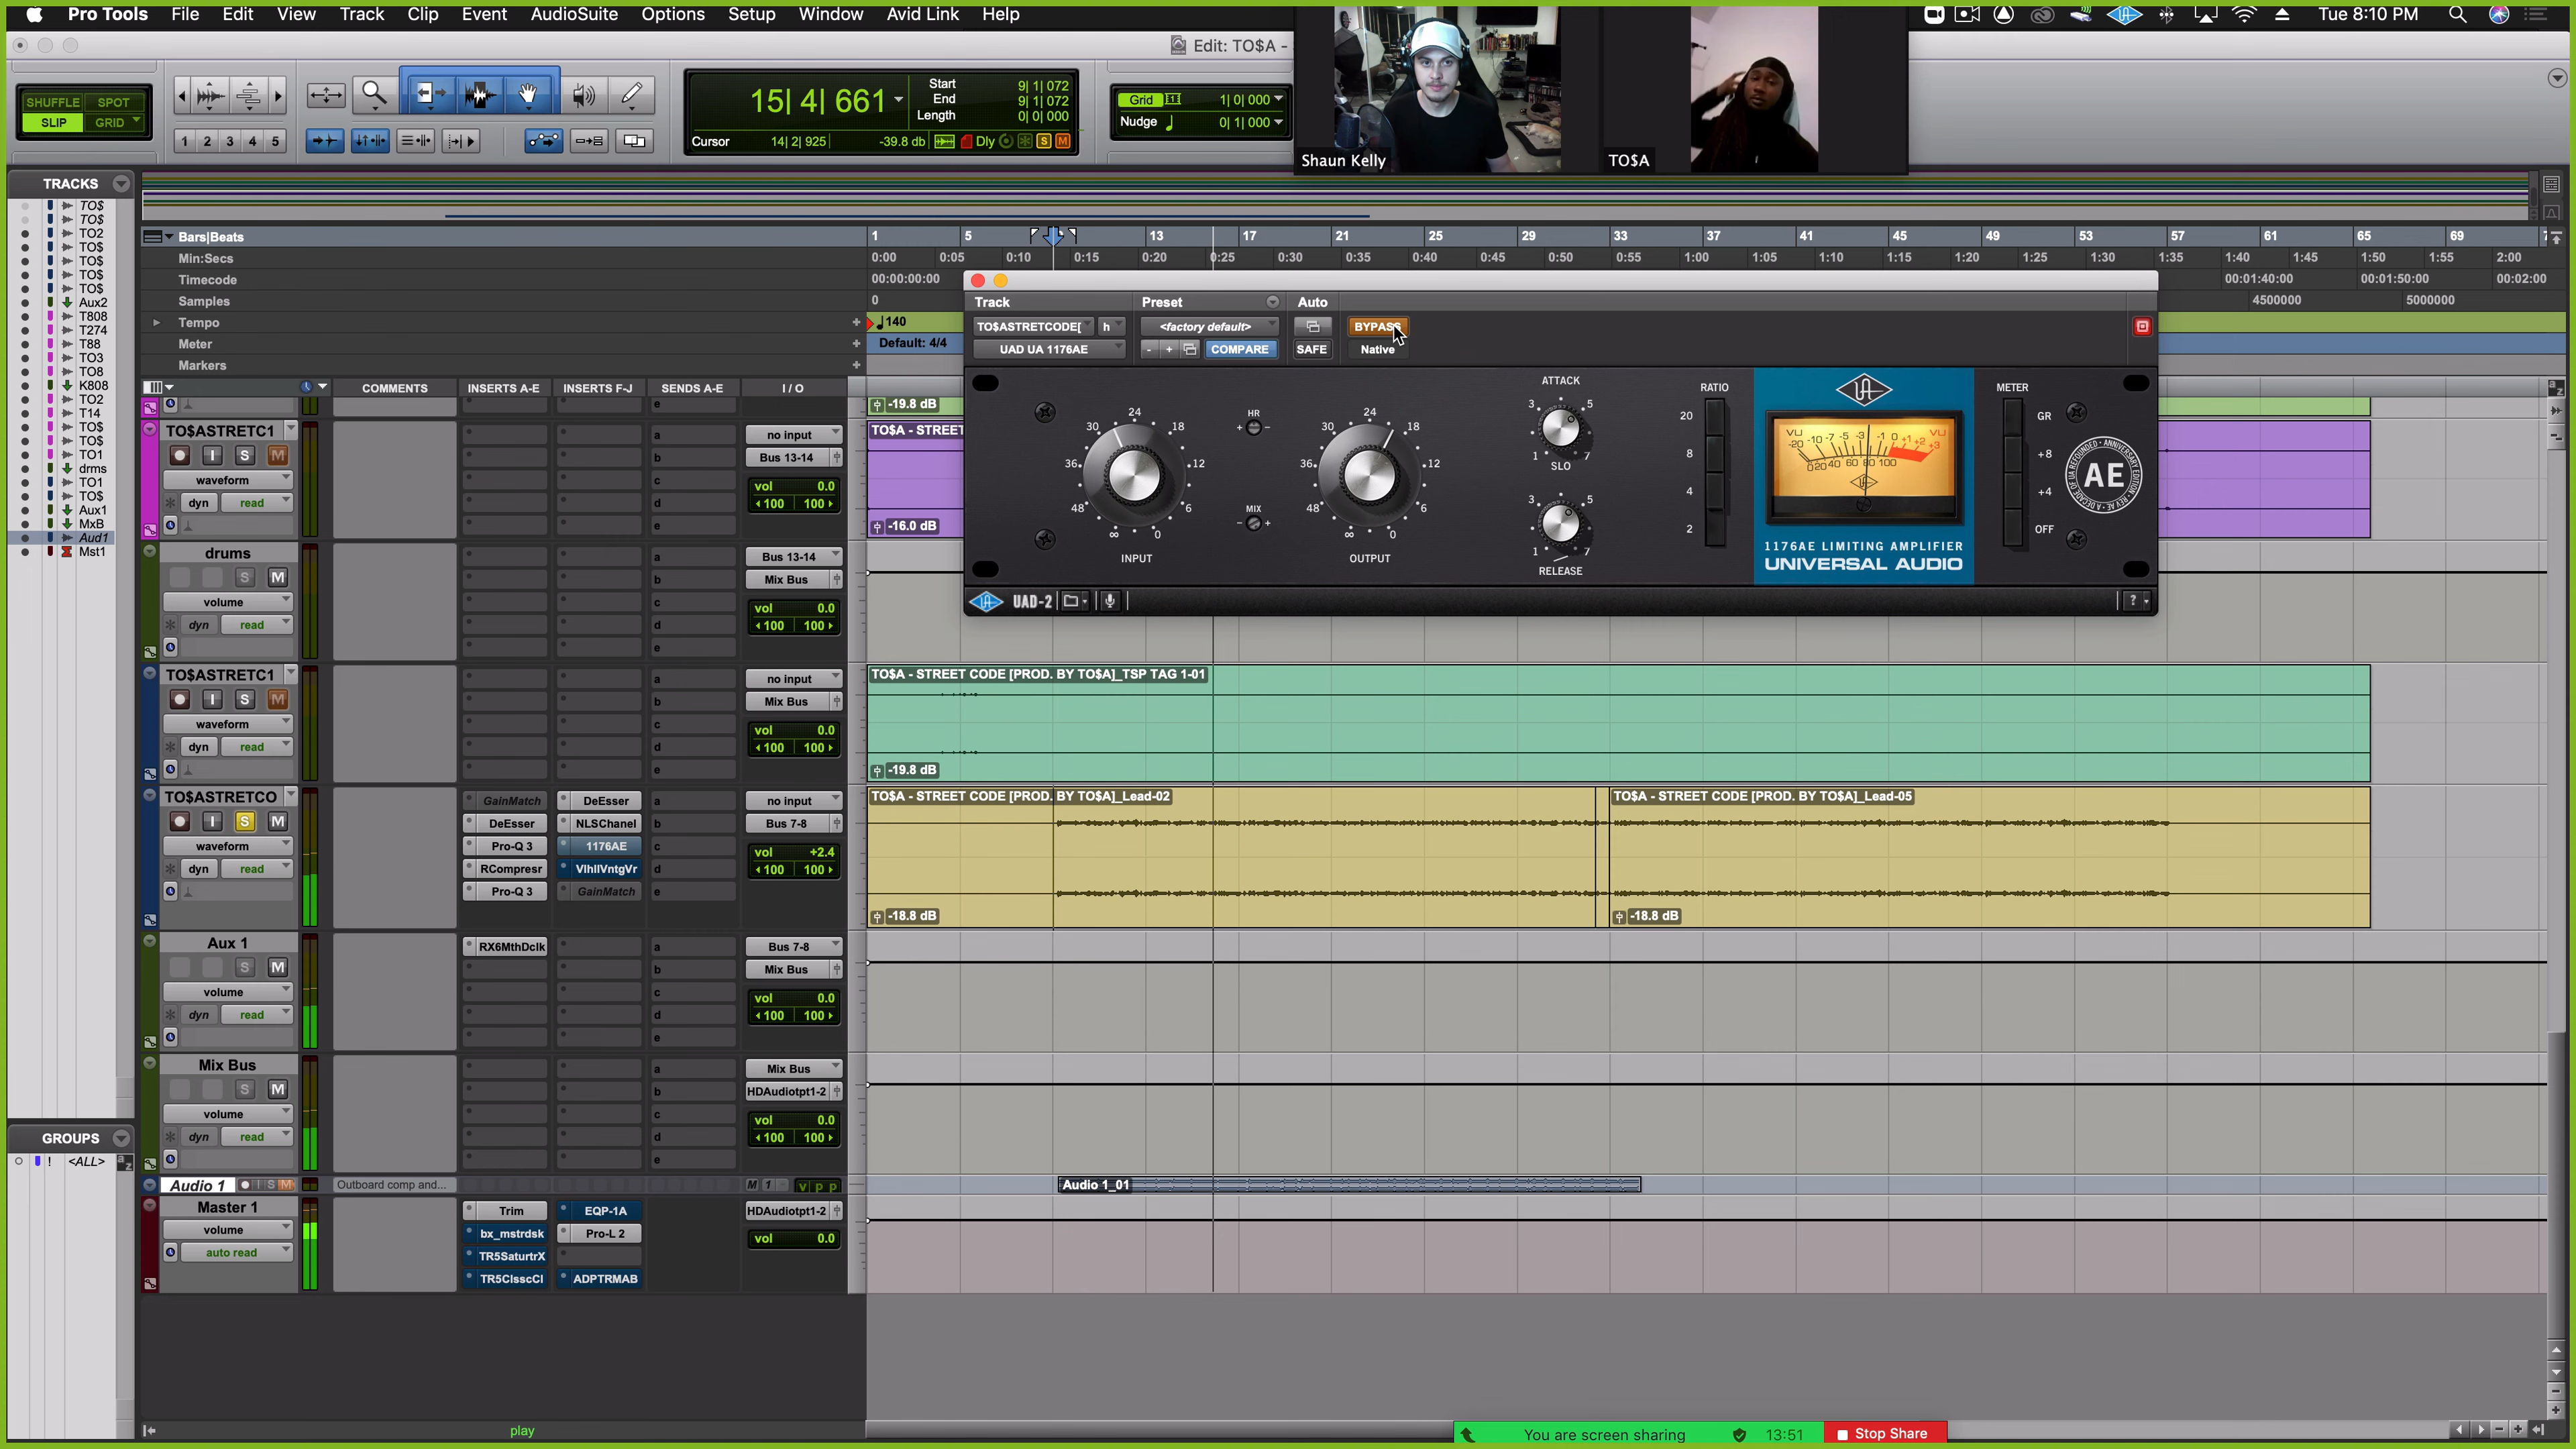 Pro Tools File Edit View Track Clip Event AudioSuite Options Setup Window Avid Link Help
Tue 8:10 PM
Edit: TO$A -
SHUFFLE SPOT
SLIP GRID
1 2 3 4 5
15| 4| 661
Start 9| 1| 072
End 9| 1| 072
Length 0| 0| 000
Cursor 14| 2| 925 -39.8 db Dly S M
Grid 1| 0| 000
Nudge 0| 1| 000
Shaun Kelly
TO$A
TRACKS
TO$
TO$
TO2
TO$
TO$
TO$
TO$
Aux2
T808
T274
T88
TO3
TO8
K808
TO2
T14
TO$
TO$
TO1
drms
TO1
TO$
Aux1
MxB
Aud1
Mst1
GROUPS
! <ALL>
Bars|Beats 1 5 13 17 21 25 29 33 37 41 45 49 53 57 61 65 69
Min:Secs 0:00 0:05 0:10 0:15 0:20 0:25 0:30 0:35 0:40 0:45 0:50 0:55 1:00 1:05 1:10 1:15 1:20 1:25 1:30 1:35 1:40 1:45 1:50 1:55 2:00
Timecode 00:00:00:00 00:01:40:00 00:01:50:00 00:02:00
Samples 0 4500000 5000000
Tempo 140
Meter Default: 4/4
Markers
COMMENTS INSERTS A-E INSERTS F-J SENDS A-E I / O
e
-19.8 dB
TO$ASTRETC1
I S M
waveform
dyn read
a
b
c
d
e
no input
Bus 13-14
vol 0.0
100 100
TO$A - STREET
-16.0 dB
drums
S M
volume
dyn read
a
b
c
d
e
Bus 13-14
Mix Bus
vol 0.0
100 100
TO$ASTRETC1
I S M
waveform
dyn read
a
b
c
d
e
no input
Mix Bus
vol 0.0
100 100
TO$A - STREET CODE [PROD. BY TO$A]_TSP TAG 1-01
-19.8 dB
TO$ASTRETCO
I S M
waveform
dyn read
GainMatch
DeEsser
Pro-Q 3
RCompresr
Pro-Q 3
DeEsser
NLSChanel
1176AE
VlhllVntgVr
GainMatch
a
b
c
d
e
no input
Bus 7-8
vol +2.4
100 100
TO$A - STREET CODE [PROD. BY TO$A]_Lead-02
TO$A - STREET CODE [PROD. BY TO$A]_Lead-05
-18.8 dB
-18.8 dB
Aux 1
S M
volume
dyn read
RX6MthDclk
a
b
c
d
e
Bus 7-8
Mix Bus
vol 0.0
100 100
Mix Bus
S M
volume
dyn read
a
b
c
d
e
Mix Bus
HDAudiotpt1-2
vol 0.0
100 100
Audio 1 I S M
Outboard comp and...
M 1 v p p
Audio 1_01
Master 1
volume
auto read
Trim
bx_mstrdsk
TR5SaturtrX
TR5ClsscCl
EQP-1A
Pro-L 2
ADPTRMAB
HDAudiotpt1-2
vol 0.0
play
Track Preset Auto
TO$ASTRETCODE[ h <factory default> BYPASS
UAD UA 1176AE - + COMPARE SAFE Native
INPUT
∞ 48 36 30 24 18 12 6 0
HR
+ -
MIX
- +
OUTPUT
∞ 48 36 30 24 18 12 6 0
ATTACK
1 3 5 7
SLO
1 3 5 7
RELEASE
RATIO
20
8
4
2
VU VU
-20 -10 -7 -5 -3 -1 0 +1 +2 +3
0 20 40 60 80 100
1176AE LIMITING AMPLIFIER
UNIVERSAL AUDIO
METER
GR
+8
+4
OFF
AE
UAD-2
?
You are screen sharing 13:51 Stop Share